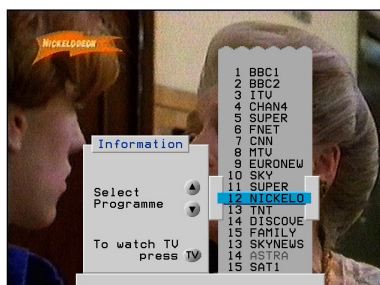 NICKELODEON
1 BBC1
2 BBC2
3 ITV
4 CHAN4
5 SUPER
6 FNET
7 CNN
8 MTV
9 EURONEW
10 SKY
11 SUPER
12 NICKELO
13 TNT
14 DISCOVE
15 FAMILY
13 SKYNEWS
14 ASTRA
15 SAT1
Information
Select
Programme
To watch TV
press TV